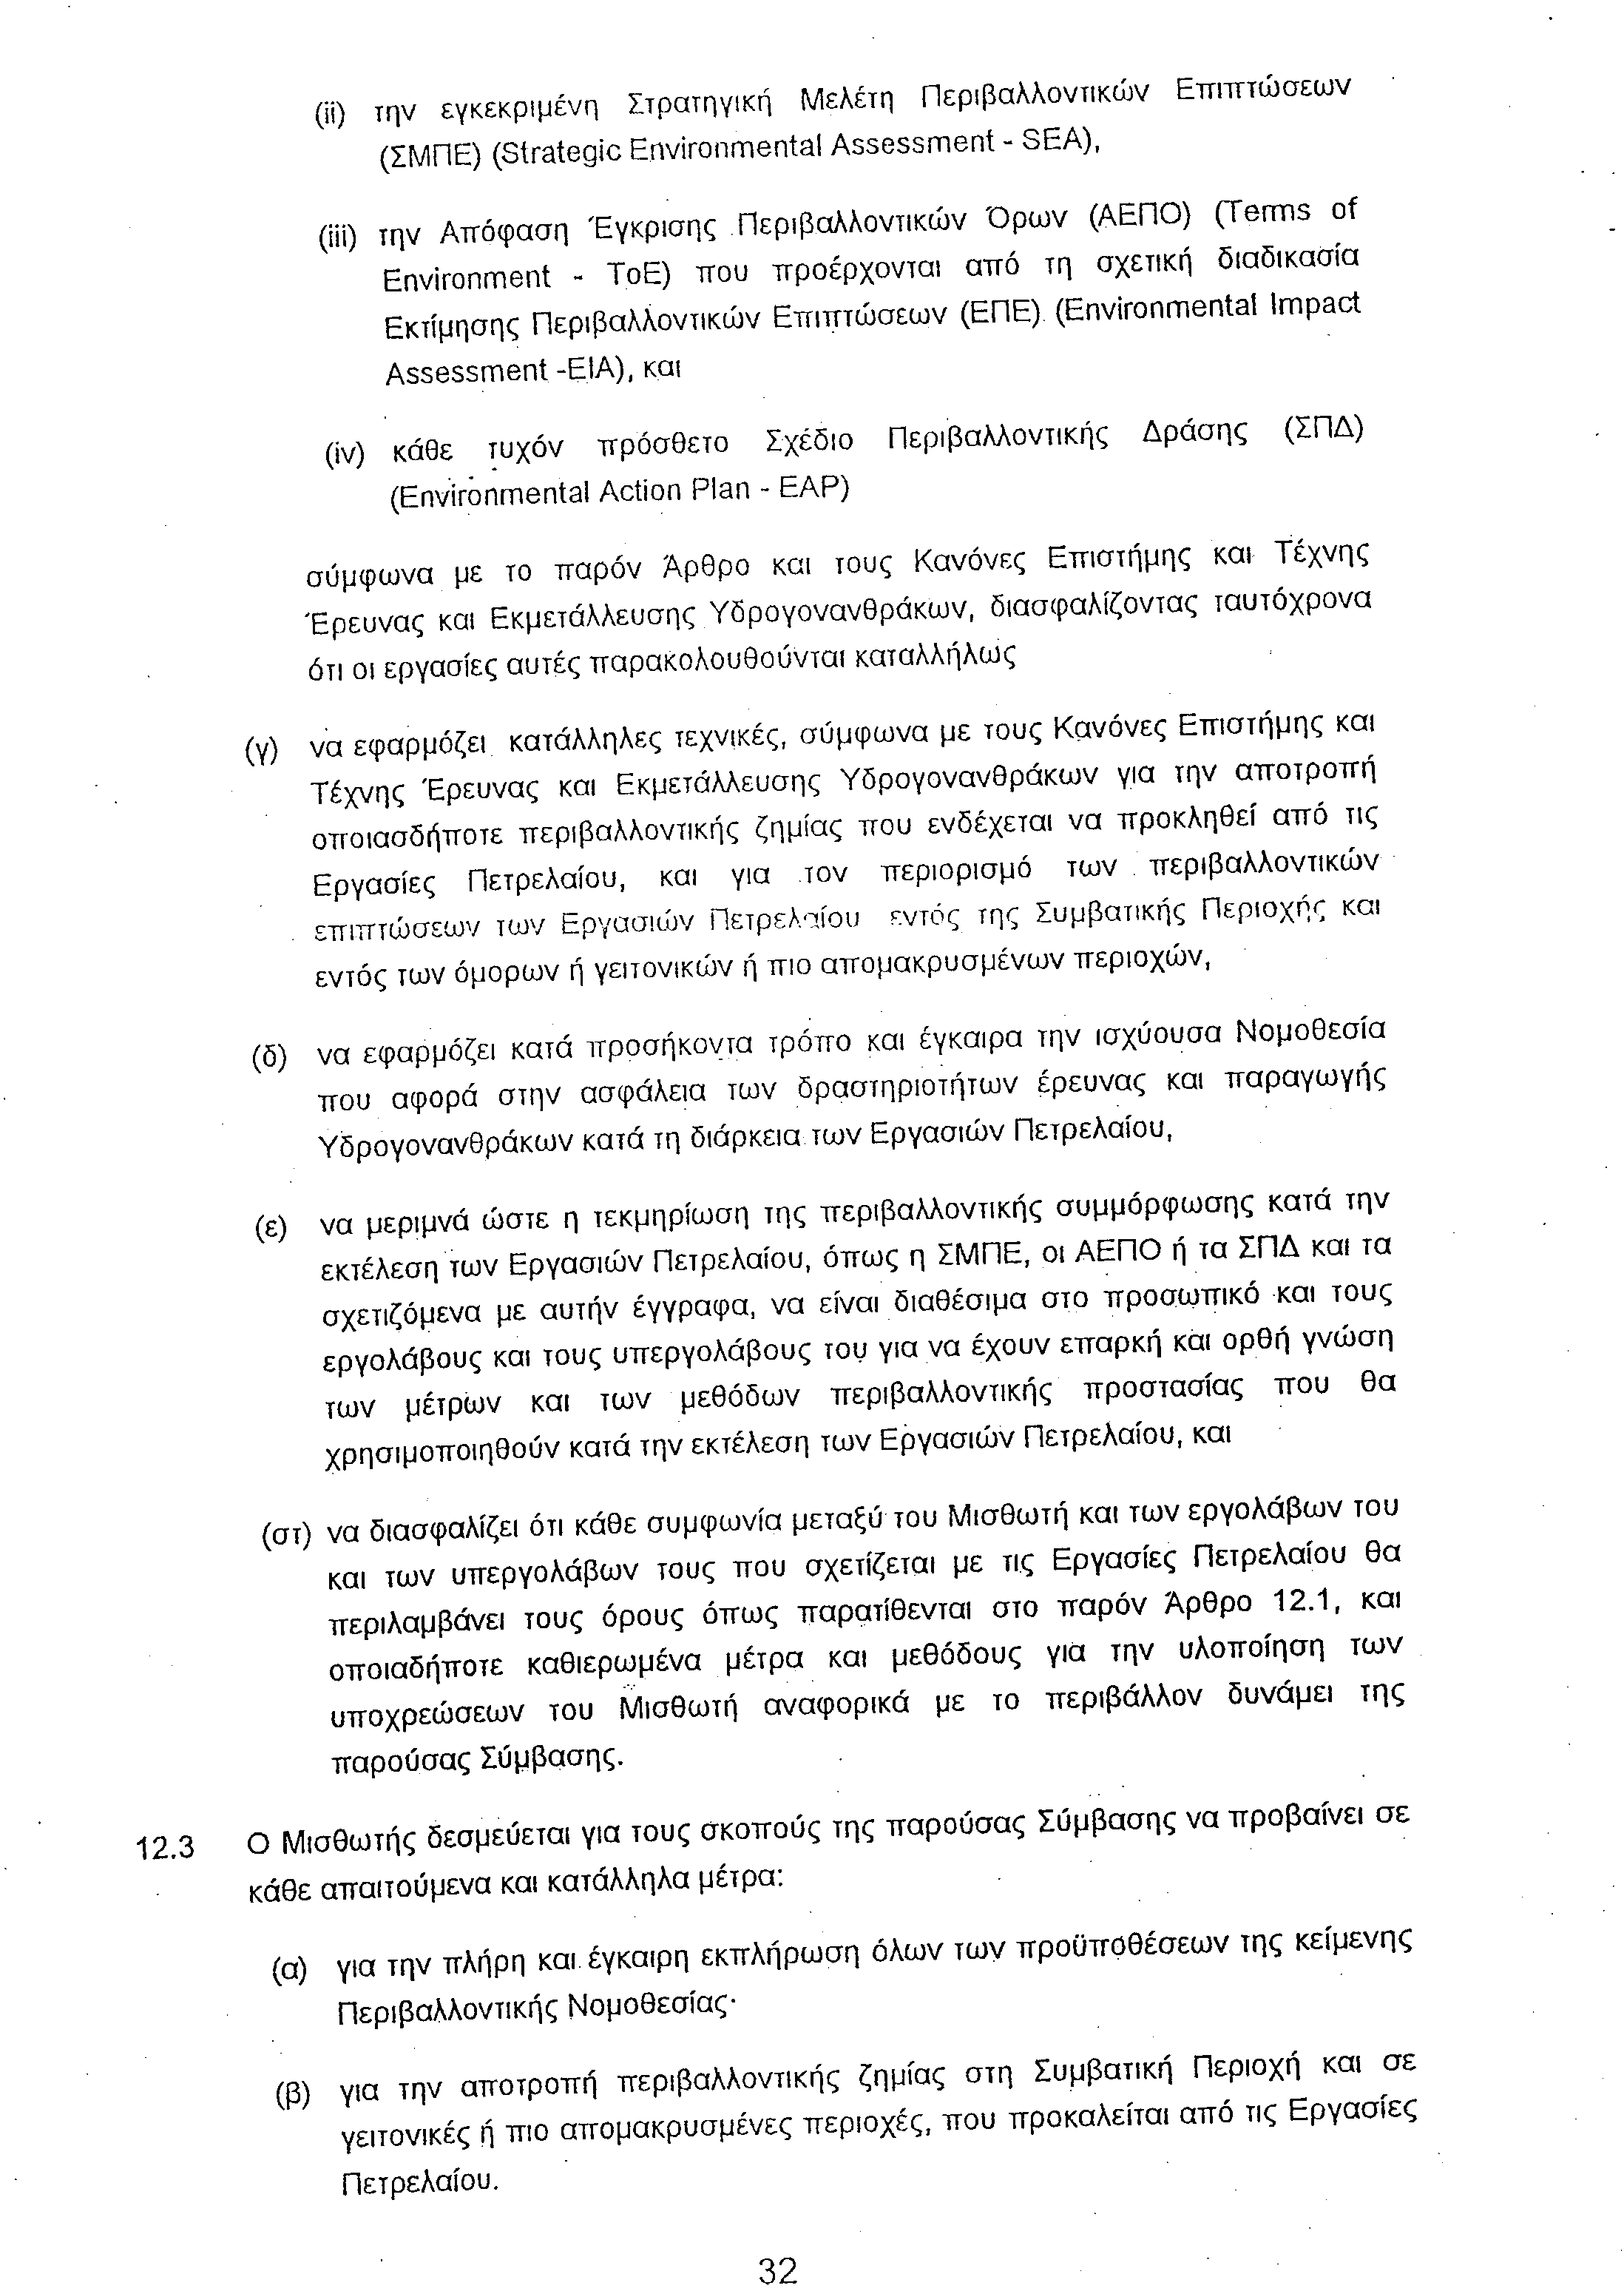 (ii) την εγκεκριμένη Στρατηγική Μελέτη Περιβαλλοντικών Επιπτώσεων
(ΣΜΠΕ) (Strategic Environmental Assessment - SEA),
(iii) την Απόφαση Έγκρισης Περιβαλλοντικών Όρων (ΑΕΠΟ) (Terms of
Environment - ToE) που προέρχονται από τη σχετική διαδικασία
Εκτίμησης Περιβαλλοντικών Επιπτώσεων (ΕΠΕ) (Environmental Impact
Assessment -EIA), και
(iv) κάθε τυχόν πρόσθετο Σχέδιο Περιβαλλοντικής Δράσης (ΣΠΔ)
(Environmental Action Plan - EAP)
σύμφωνα με το παρόν Άρθρο και τους Κανόνες Επιστήμης και Τέχνης
Έρευνας και Εκμετάλλευσης Υδρογονανθράκων, διασφαλίζοντας ταυτόχρονα
ότι οι εργασίες αυτές παρακολουθούνται καταλλήλως
(γ) να εφαρμόζει κατάλληλες τεχνικές, σύμφωνα με τους Κανόνες Επιστήμης και
Τέχνης Έρευνας και Εκμετάλλευσης Υδρογονανθράκων για την αποτροπή
οποιασδήποτε περιβαλλοντικής ζημίας που ενδέχεται να προκληθεί από τις
Εργασίες Πετρελαίου, και για τον περιορισμό των περιβαλλοντικών
επιπτώσεων των Εργασιών Πετρελαίου εντός της Συμβατικής Περιοχής και
εντός των όμορων ή γειτονικών ή πιο απομακρυσμένων περιοχών,
(δ) να εφαρμόζει κατά προσήκοντα τρόπο και έγκαιρα την ισχύουσα Νομοθεσία
που αφορά στην ασφάλεια των δραστηριοτήτων έρευνας και παραγωγής
Υδρογονανθράκων κατά τη διάρκεια των Εργασιών Πετρελαίου,
(ε) να μεριμνά ώστε η τεκμηρίωση της περιβαλλοντικής συμμόρφωσης κατά την
εκτέλεση των Εργασιών Πετρελαίου, όπως η ΣΜΠΕ, οι ΑΕΠΟ ή τα ΣΠΔ και τα
σχετιζόμενα με αυτήν έγγραφα, να είναι διαθέσιμα στο προσωπικό και τους
εργολάβους και τους υπεργολάβους του για να έχουν επαρκή και ορθή γνώση
των μέτρων και των μεθόδων περιβαλλοντικής προστασίας που θα
χρησιμοποιηθούν κατά την εκτέλεση των Εργασιών Πετρελαίου, και
(στ) να διασφαλίζει ότι κάθε συμφωνία μεταξύ του Μισθωτή και των εργολάβων του
και των υπεργολάβων τους που σχετίζεται με τις Εργασίες Πετρελαίου θα
περιλαμβάνει τους όρους όπως παρατίθενται στο παρόν Άρθρο 12.1, και
οποιαδήποτε καθιερωμένα μέτρα και μεθόδους για την υλοποίηση των
υποχρεώσεων του Μισθωτή αναφορικά με το περιβάλλον δυνάμει της
παρούσας Σύμβασης.
12.3 Ο Μισθωτής δεσμεύεται για τους σκοπούς της παρούσας Σύμβασης να προβαίνει σε
κάθε απαιτούμενα και κατάλληλα μέτρα:
(α) για την πλήρη και έγκαιρη εκπλήρωση όλων των προϋποθέσεων της κείμενης
Περιβαλλοντικής Νομοθεσίας·
(β) για την αποτροπή περιβαλλοντικής ζημίας στη Συμβατική Περιοχή και σε
γειτονικές ή πιο απομακρυσμένες περιοχές, που προκαλείται από τις Εργασίες
Πετρελαίου.
32